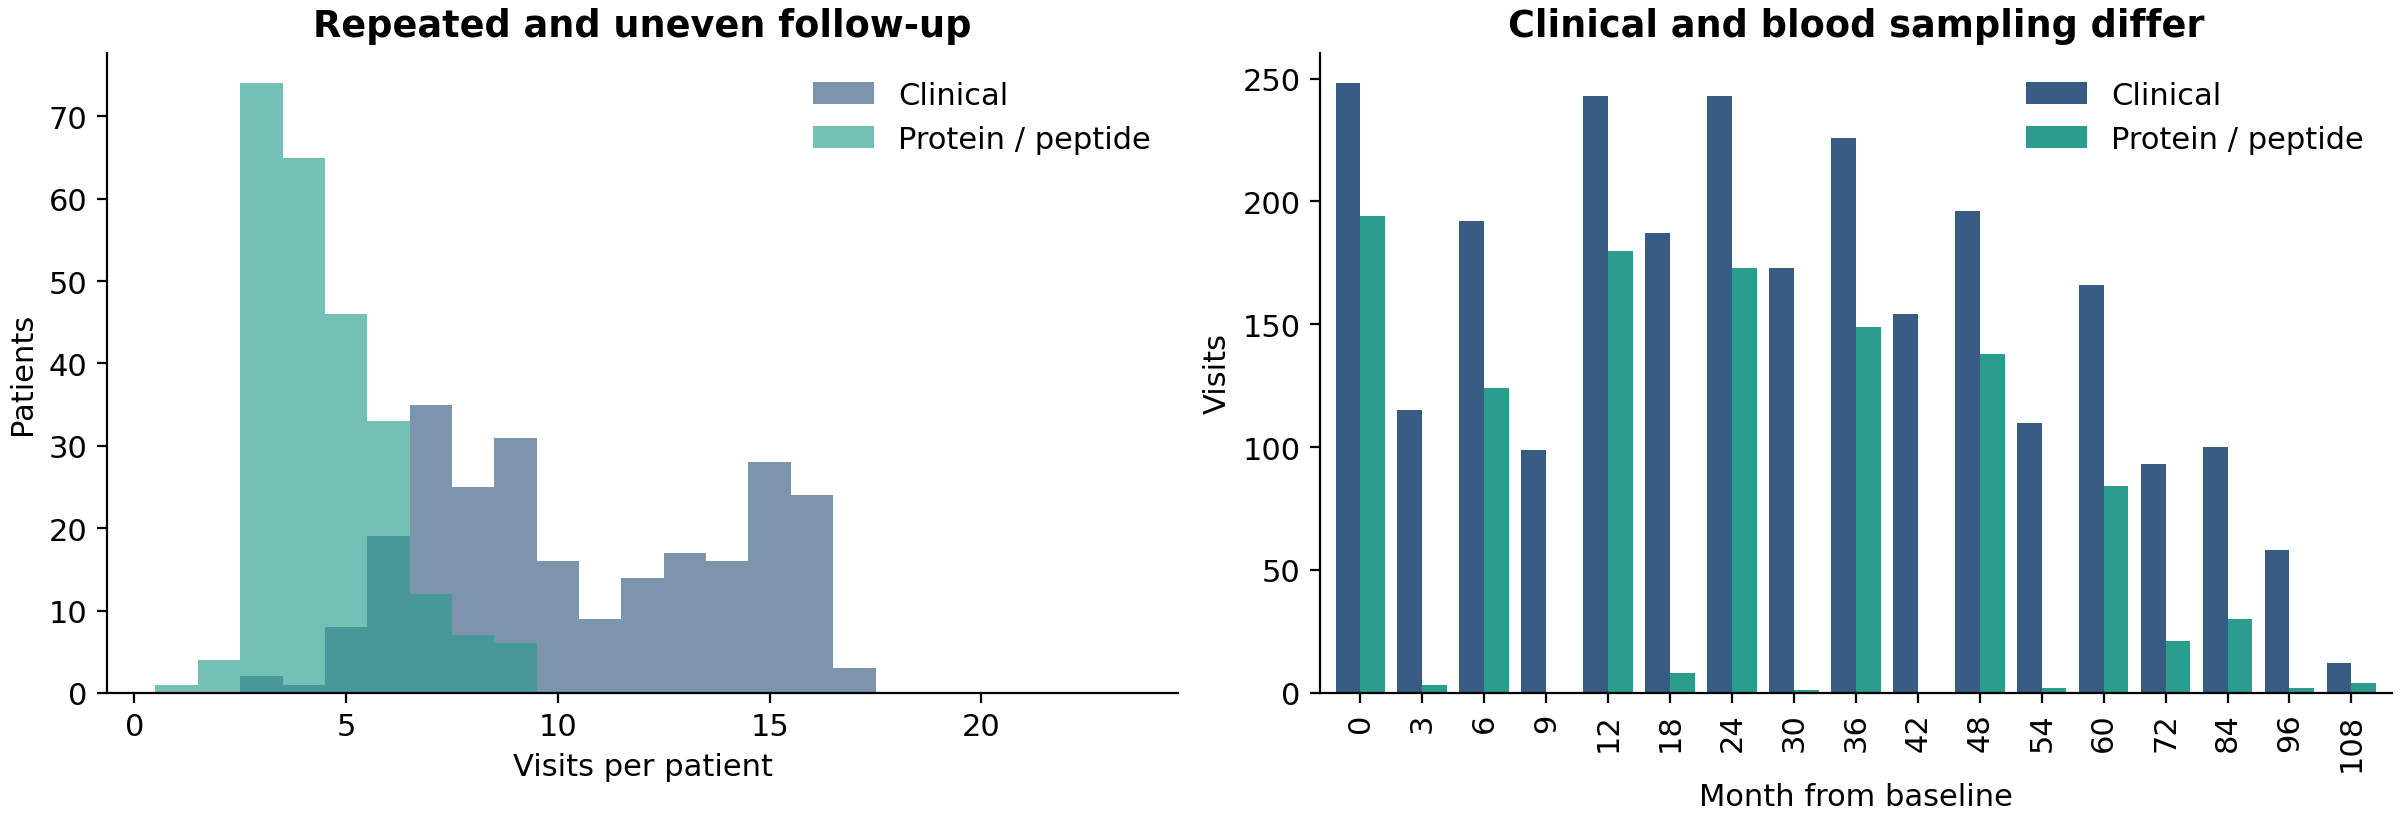 Repeated and uneven follow-up
Clinical
Protein / peptide
70
60
50
40
30
20
10
0
Patients
0 5 10 15 20
Visits per patient
Clinical and blood sampling differ
Clinical
Protein / peptide
250
200
150
100
50
0
Visits
0 3 6 9 12 18 24 30 36 42 48 54 60 72 84 96 108
Month from baseline